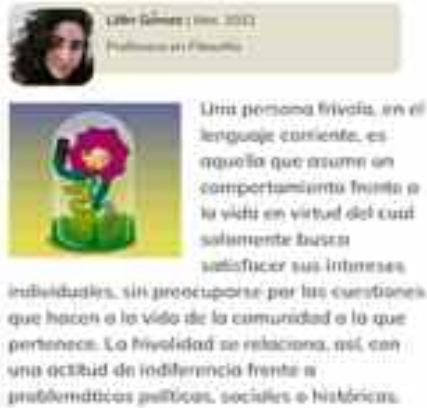 Lilén Gómez | Nov. 2021
Profesora en Filosofía
Una persona frívola, en el
lenguaje corriente, es
aquella que asume un
comportamiento frente a
la vida en virtud del cual
solamente busca
satisfacer sus intereses
individuales, sin preocuparse por las cuestiones
que hacen a la vida de la comunidad a la que
pertenece. La frivolidad se relaciona, así, con
una actitud de indiferencia frente a
problemáticas políticas, sociales o históricas,